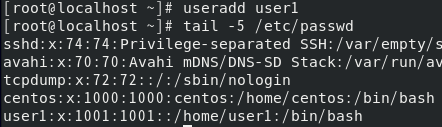 [root@localhost ~]# useradd user1
[root@localhost ~]# tail -5 /etc/passwd
sshd:x:74:74:Privilege-separated SSH:/var/empty/s
avahi:x:70:70:Avahi mDNS/DNS-SD Stack:/var/run/av
tcpdump:x:72:72::/:/sbin/nologin
centos:x:1000:1000:centos:/home/centos:/bin/bash
user1:x:1001:1001::/home/user1:/bin/bash